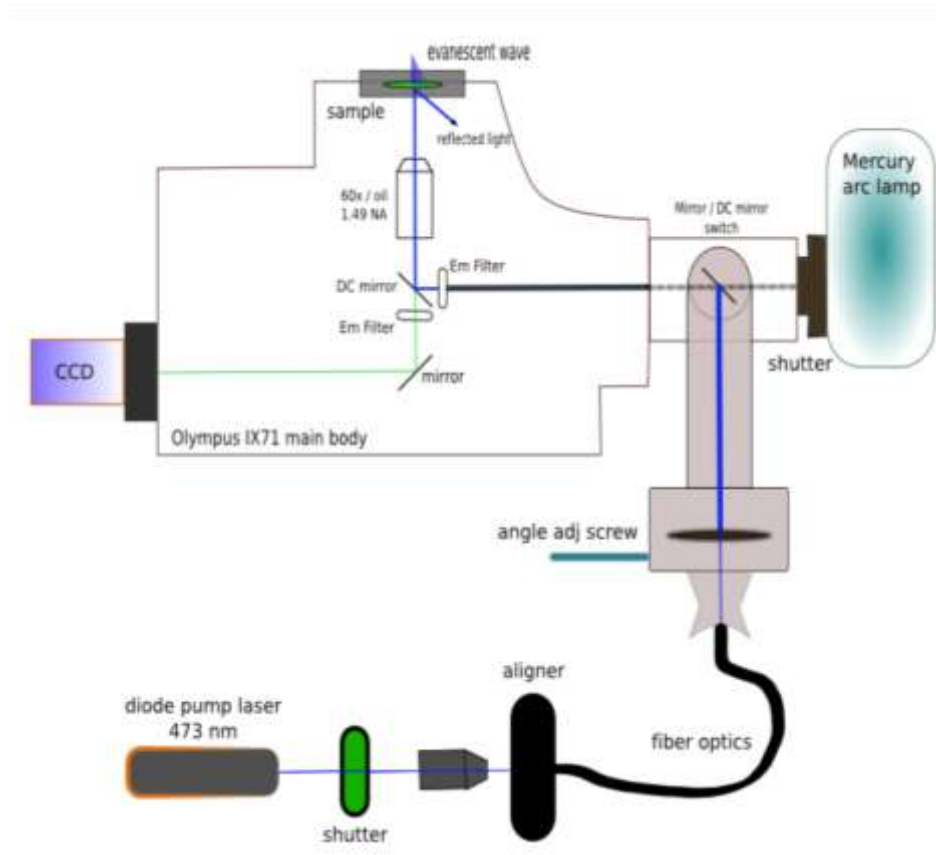 evanescent wave
sample
reflected light
60x / oil
1.49 NA
Mercury
arc lamp
Mirror / DC mirror
switch
Em Filter
DC mirror
Em Filter
CCD
mirror
shutter
Olympus IX71 main body
angle adj screw
aligner
diode pump laser
473 nm
fiber optics
shutter